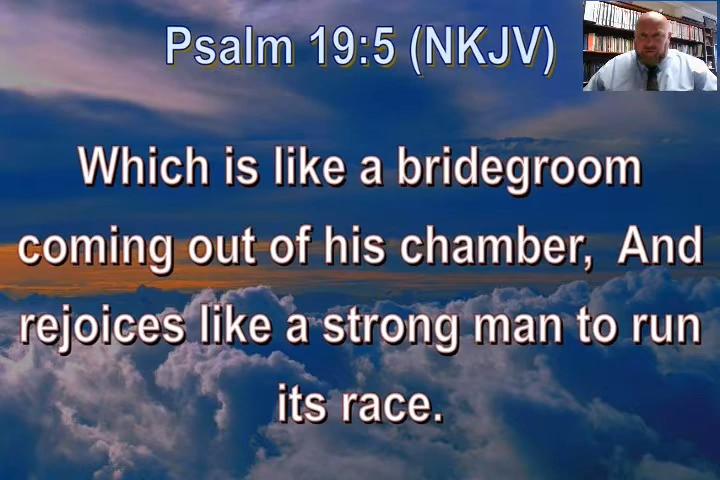 Psalm 19:5 (NKJV)
Which is like a bridegroom
coming out of his chamber,  And
rejoices like a strong man to run
its race.